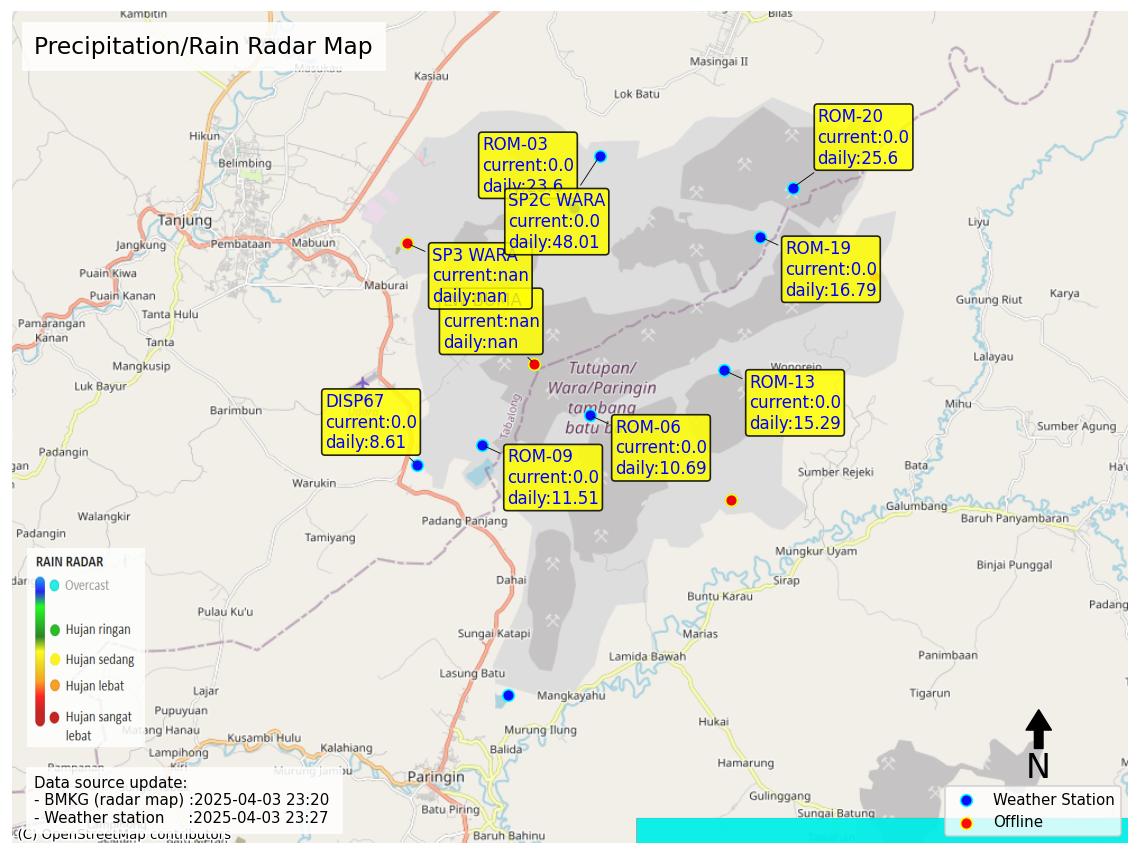 Kambitin
Bilas
Precipitation/Rain Radar Map
Masukau
Kasiau
Masingai II
Lok Batu
ROM-20
current:0.0
daily:25.6
Hikun
Belimbing
ROM-03
current:0.0
daily:23.6
SP2C WARA
current:0.0
daily:48.01
Tanjung
Jangkung
Pembataan
Mabuun
Liyu
ROM-19
current:0.0
daily:16.79
SP3 WARA
current:nan
daily:nan
current:nan
daily:nan
Puain Kiwa
Puain Kanan
Maburai
Tanta Hulu
Gunung Riut
Karya
Pamarangan
Kanan
Tanta
Mangkusip
Luk Bayur
Lalayau
Wonorejo
Tutupan/
Wara/Paringin
tambang
batu b
ROM-13
current:0.0
daily:15.29
DISP67
current:0.0
daily:8.61
Barimbun
Tabalong
Mihu
Sumber Agung
ROM-06
current:0.0
daily:10.69
ROM-09
current:0.0
daily:11.51
Padangin
gan
Warukin
Sumber Rejeki
Bata
Batu M
Galumbang
Baruh Panyambaran
Walangkir
Padangin
Padang Panjang
Tamiyang
Mungkur Uyam
Binjai Punggal
Sirap
Dahai
Buntu Karau
Padang
RAIN RADAR
Overcast
Hujan ringan
Hujan sedang
Hujan lebat
Hujan sangat
lebat
Pulau Ku'u
Sungai Katapi
Marias
Lamida Bawah
Panimbaan
Lasung Batu
Lajar
Mangkayahu
Tigarun
Pupuyuan
Matang Hanau
Murung Ilung
Hukai
Kusambi Hulu
Lampihong
Kiri
Kalahiang
Balida
Pampanan
Murung Jambu
Paringin
Hamarung
N
Batu Piring
Gulinggang
Sungai Batung
Baruh Bahinu
Data source update:
- BMKG (radar map) :2025-04-03 23:20
- Weather station :2025-04-03 23:27
(C) OpenStreetMap contributors
Weather Station
Offline